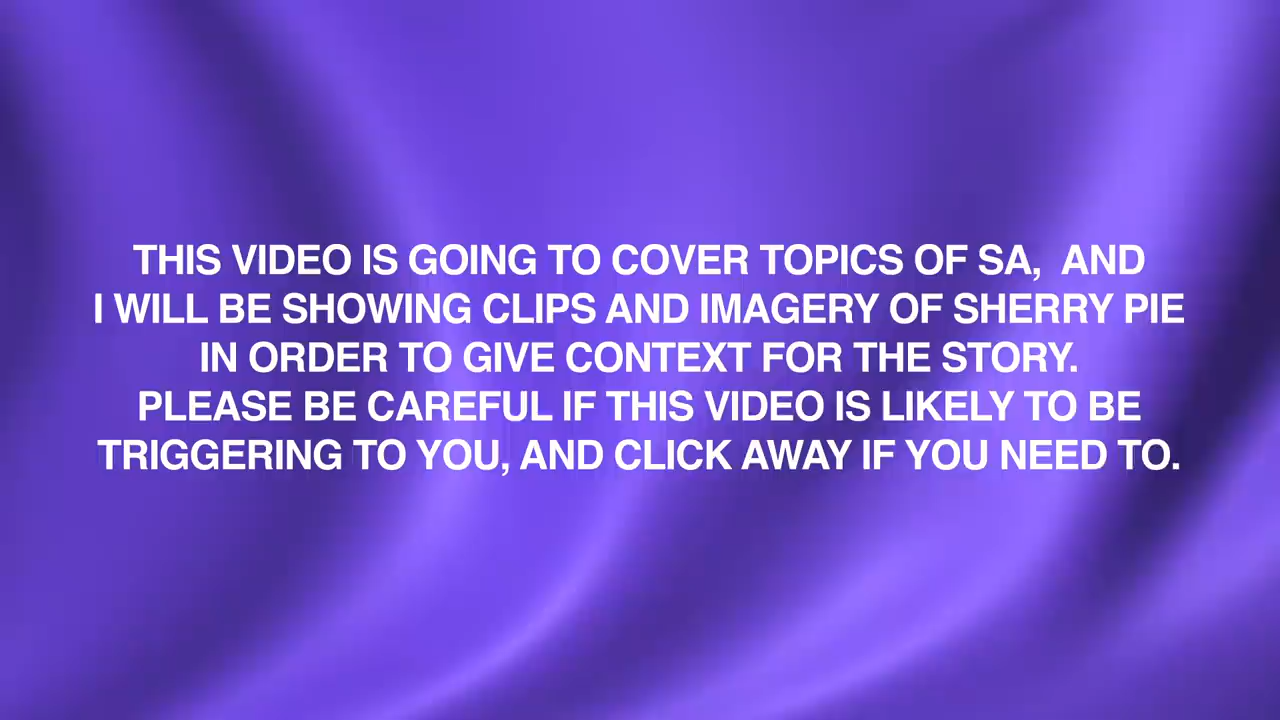 THIS VIDEO IS GOING TO COVER TOPICS OF SA,  AND
I WILL BE SHOWING CLIPS AND IMAGERY OF SHERRY PIE
IN ORDER TO GIVE CONTEXT FOR THE STORY.
PLEASE BE CAREFUL IF THIS VIDEO IS LIKELY TO BE
TRIGGERING TO YOU, AND CLICK AWAY IF YOU NEED TO.